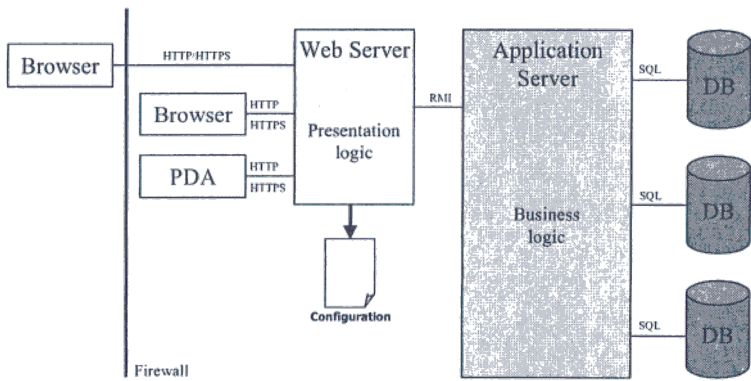 Browser
HTTP/HTTPS
Web Server
Application
Server
SQL
DB
Browser
HTTP
HTTPS
RMI
Presentation
logic
PDA
HTTP
HTTPS
SQL
DB
Business
logic
Configuration
SQL
DB
Firewall